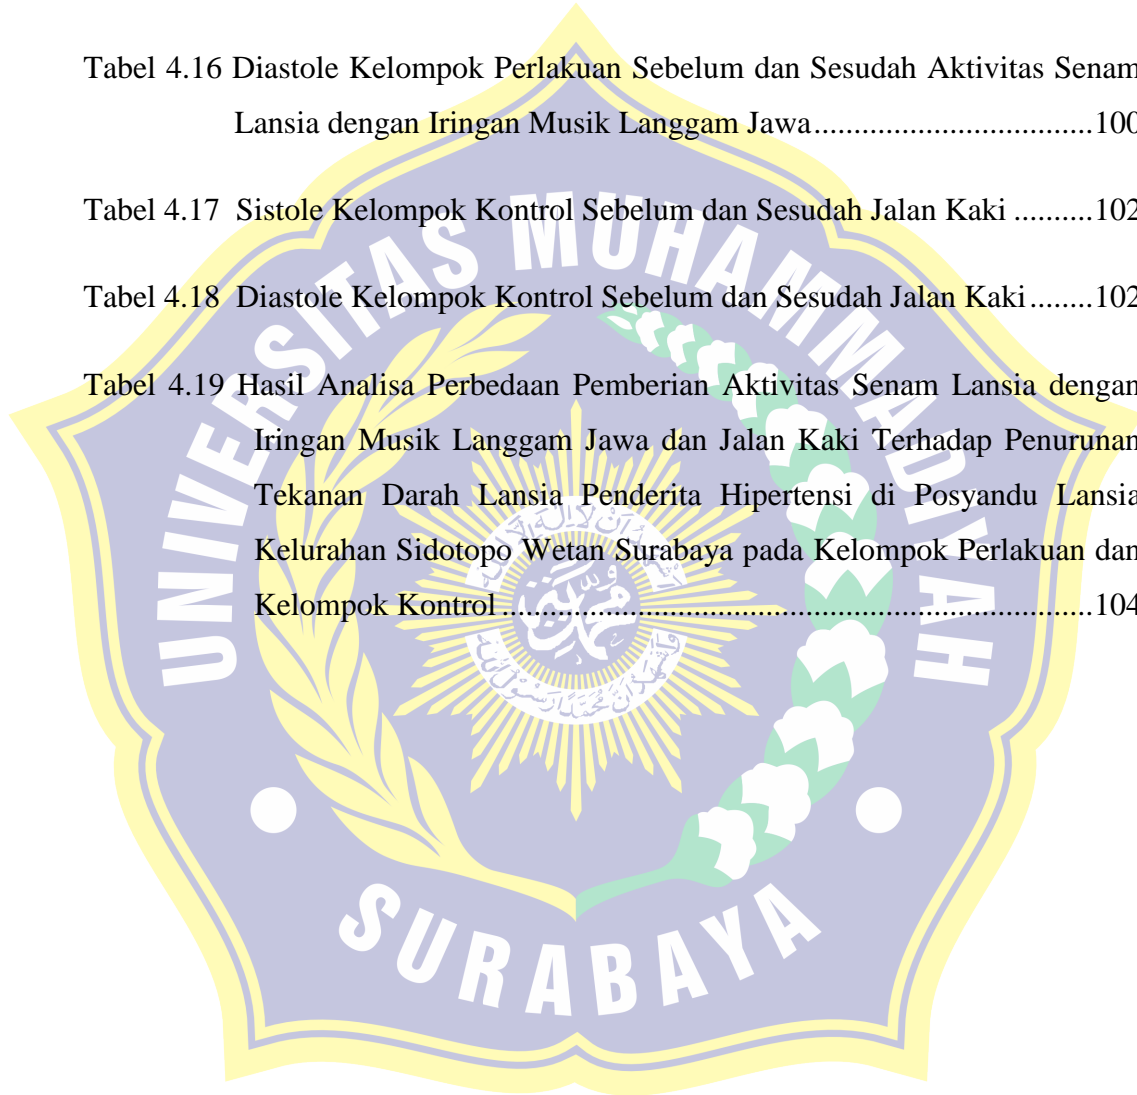 Tabel 4.16 Diastole Kelompok Perlakuan Sebelum dan Sesudah Aktivitas Senam
Lansia dengan Iringan Musik Langgam Jawa...................................100
Tabel 4.17 Sistole Kelompok Kontrol Sebelum dan Sesudah Jalan Kaki ..........102
Tabel 4.18 Diastole Kelompok Kontrol Sebelum dan Sesudah Jalan Kaki........102
Tabel 4.19 Hasil Analisa Perbedaan Pemberian Aktivitas Senam Lansia dengan
Iringan Musik Langgam Jawa dan Jalan Kaki Terhadap Penurunan
Tekanan Darah Lansia Penderita Hipertensi di Posyandu Lansia
Kelurahan Sidotopo Wetan Surabaya pada Kelompok Perlakuan dan
Kelompok Kontrol..........................................................................104
UNIVERSITAS MUHAMMADIYAH
SURABAYA